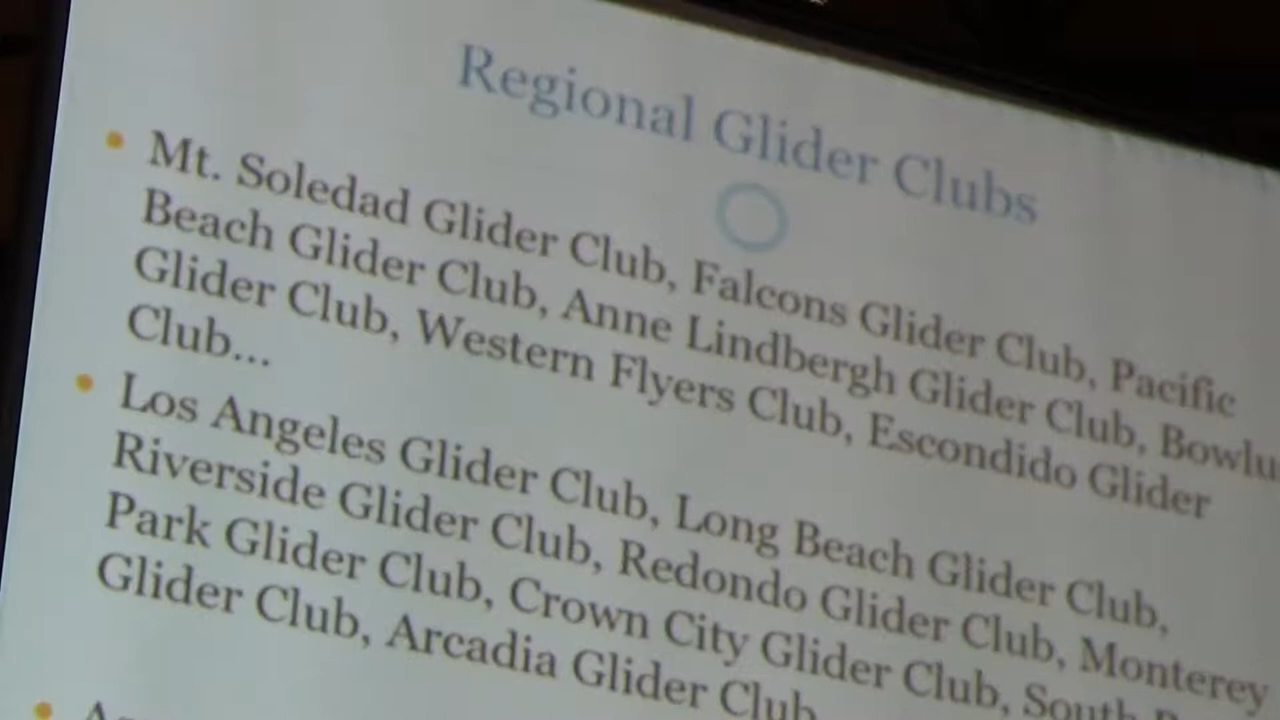 Regional Glider Clubs
Mt. Soledad Glider Club, Falcons Glider Club, Pacific
Beach Glider Club, Anne Lindbergh Glider Club,
Glider Club, Western Flyers Club, Escondido Glider
Club...
Los Angeles Glider Club, Long Beach Glider Club,
Riverside Glider Club, Redondo Glider Club, Monterey
Park Glider Club, Crown City Glider Club, South
Glider Club, Arcadia Glider Club